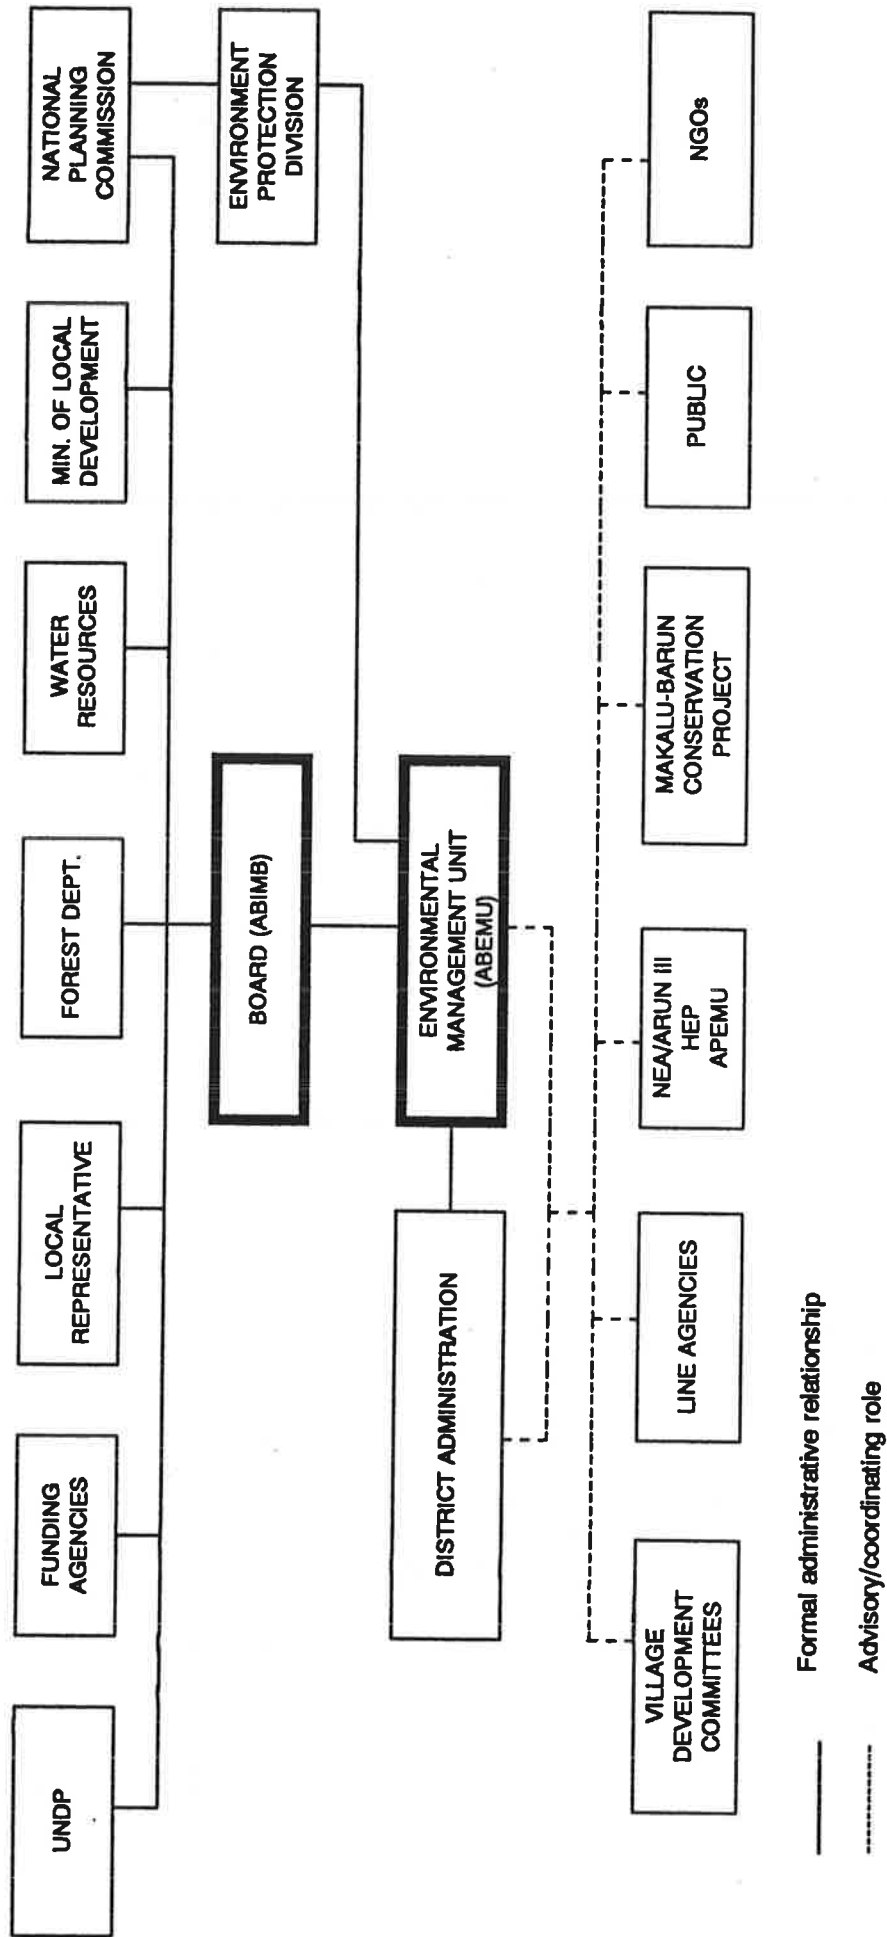 UNDP
FUNDING
AGENCIES
LOCAL
REPRESENTATIVE
FOREST DEPT.
WATER
RESOURCES
MIN. OF LOCAL
DEVELOPMENT
NATIONAL
PLANNING
COMMISSION
BOARD (ABIMB)
ENVIRONMENT
PROTECTION
DIVISION
DISTRICT ADMINISTRATION
ENVIRONMENTAL
MANAGEMENT UNIT
(ABEMU)
VILLAGE
DEVELOPMENT
COMMITTEES
LINE AGENCIES
NEA/ARUN III
HEP
APEMU
MAKALU-BARUN
CONSERVATION
PROJECT
PUBLIC
NGOs
Formal administrative relationship
Advisory/coordinating role